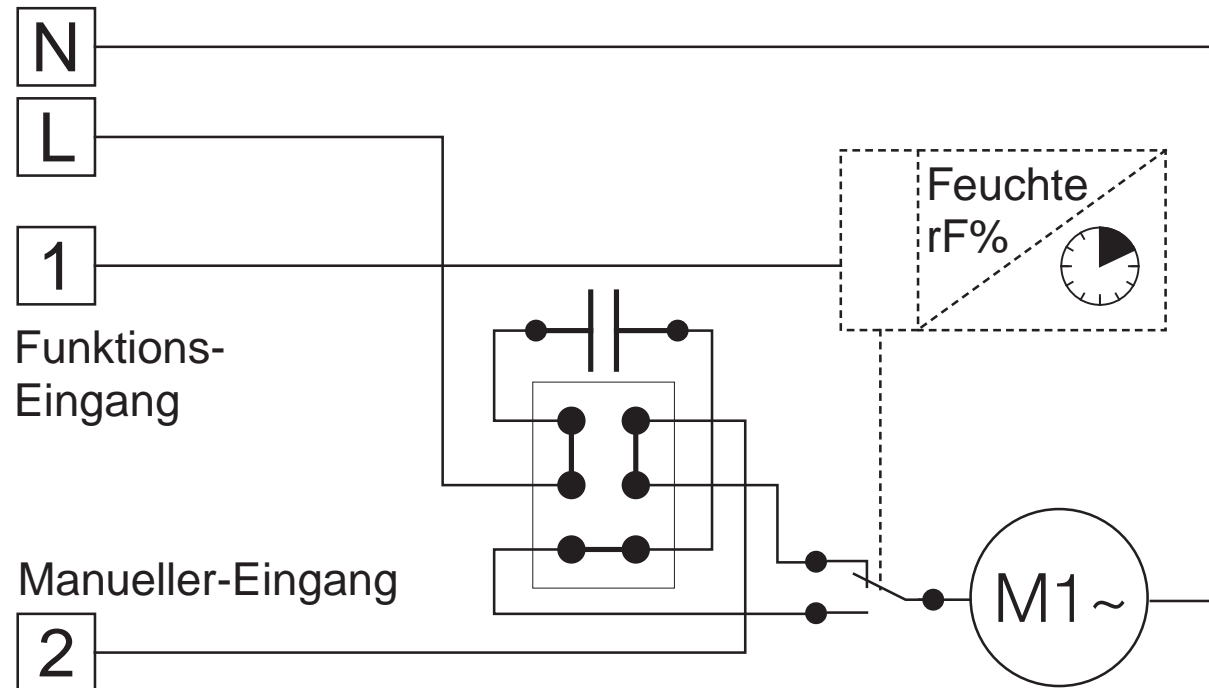 N
L
Feuchte
rF%
1
Funktions-
Eingang
Manueller-Eingang
M1~
2